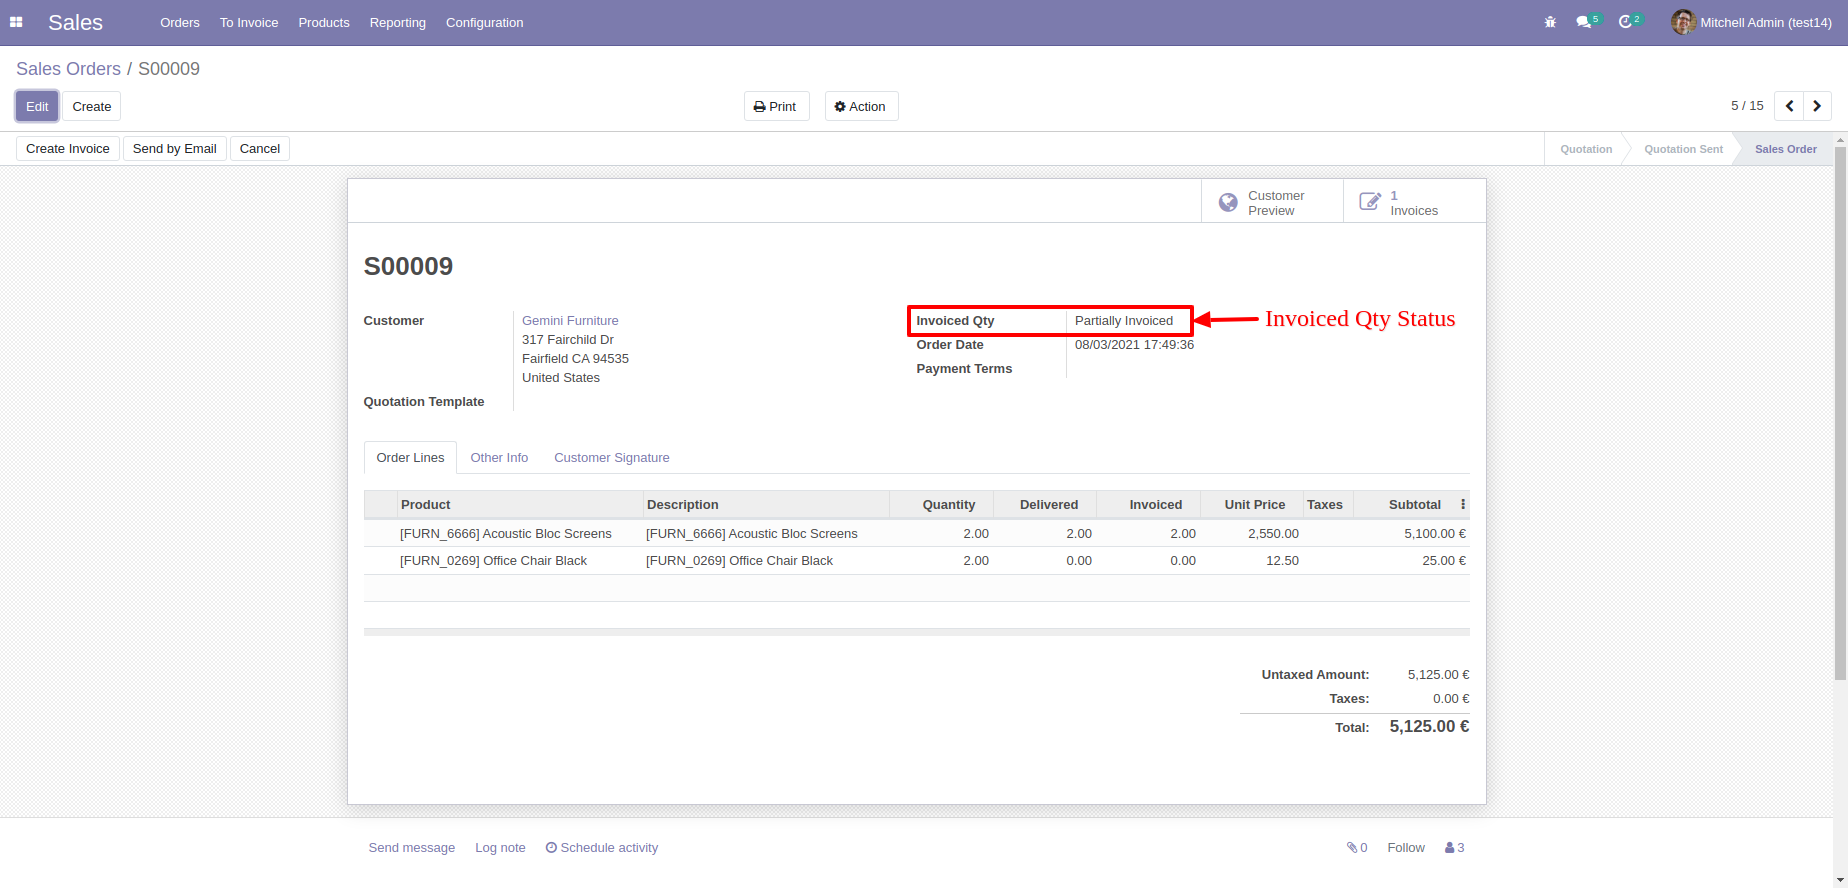 Sales Orders To Invoice Products Reporting Configuration 5 2 Mitchell Admin (test14)
Sales Orders / S00009
Edit Create Print Action 5 / 15
Create Invoice Send by Email Cancel Quotation Quotation Sent Sales Order
Customer Preview
1 Invoices
S00009
Customer Gemini Furniture
317 Fairchild Dr
Fairfield CA 94535
United States
Quotation Template
Invoiced Qty Partially Invoiced Invoiced Qty Status
Order Date 08/03/2021 17:49:36
Payment Terms
Order Lines Other Info Customer Signature
Product Description Quantity Delivered Invoiced Unit Price Taxes Subtotal
[FURN_6666] Acoustic Bloc Screens [FURN_6666] Acoustic Bloc Screens 2.00 2.00 2.00 2,550.00 5,100.00 €
[FURN_0269] Office Chair Black [FURN_0269] Office Chair Black 2.00 0.00 0.00 12.50 25.00 €
Untaxed Amount: 5,125.00 €
Taxes: 0.00 €
Total: 5,125.00 €
Send message Log note Schedule activity 0 Follow 3